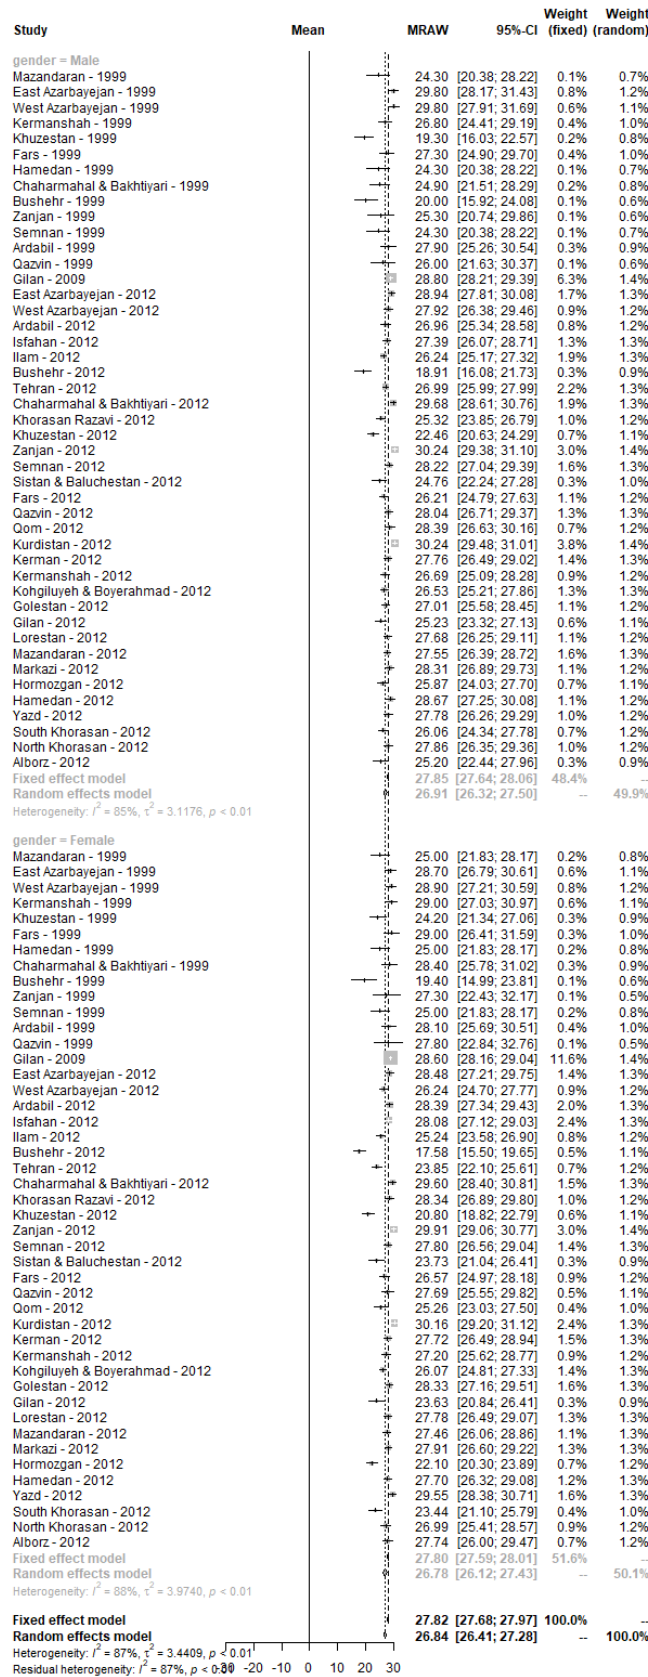 Weight Weight
Study Mean MRAW 95%-CI (fixed) (random)
gender = Male
Mazandaran - 1999 24.30 [20.38; 28.22] 0.1% 0.7%
East Azarbayejan - 1999 29.80 [28.17; 31.43] 0.8% 1.2%
West Azarbayejan - 1999 29.80 [27.91; 31.69] 0.6% 1.1%
Kermanshah - 1999 26.80 [24.41; 29.19] 0.4% 1.0%
Khuzestan - 1999 19.30 [16.03; 22.57] 0.2% 0.8%
Fars - 1999 27.30 [24.90; 29.70] 0.4% 1.0%
Hamedan - 1999 24.30 [20.38; 28.22] 0.1% 0.7%
Chaharmahal & Bakhtiyari - 1999 24.90 [21.51; 28.29] 0.2% 0.8%
Bushehr - 1999 20.00 [15.92; 24.08] 0.1% 0.6%
Zanjan - 1999 25.30 [20.74; 29.86] 0.1% 0.6%
Semnan - 1999 24.30 [20.38; 28.22] 0.1% 0.7%
Ardabil - 1999 27.90 [25.26; 30.54] 0.3% 0.9%
Qazvin - 1999 26.00 [21.63; 30.37] 0.1% 0.6%
Gilan - 2009 28.80 [28.21; 29.39] 6.3% 1.4%
East Azarbayejan - 2012 28.94 [27.81; 30.08] 1.7% 1.3%
West Azarbayejan - 2012 27.92 [26.38; 29.46] 0.9% 1.2%
Ardabil - 2012 26.96 [25.34; 28.58] 0.8% 1.2%
Isfahan - 2012 27.39 [26.07; 28.71] 1.3% 1.3%
Ilam - 2012 26.24 [25.17; 27.32] 1.9% 1.3%
Bushehr - 2012 18.91 [16.08; 21.73] 0.3% 0.9%
Tehran - 2012 26.99 [25.99; 27.99] 2.2% 1.3%
Chaharmahal & Bakhtiyari - 2012 29.68 [28.61; 30.76] 1.9% 1.3%
Khorasan Razavi - 2012 25.32 [23.85; 26.79] 1.0% 1.2%
Khuzestan - 2012 22.46 [20.63; 24.29] 0.7% 1.1%
Zanjan - 2012 30.24 [29.38; 31.10] 3.0% 1.4%
Semnan - 2012 28.22 [27.04; 29.39] 1.6% 1.3%
Sistan & Baluchestan - 2012 24.76 [22.24; 27.28] 0.3% 1.0%
Fars - 2012 26.21 [24.79; 27.63] 1.1% 1.2%
Qazvin - 2012 28.04 [26.71; 29.37] 1.3% 1.3%
Qom - 2012 28.39 [26.63; 30.16] 0.7% 1.2%
Kurdistan - 2012 30.24 [29.48; 31.01] 3.8% 1.4%
Kerman - 2012 27.76 [26.49; 29.02] 1.4% 1.3%
Kermanshah - 2012 26.69 [25.09; 28.28] 0.9% 1.2%
Kohgiluyeh & Boyerahmad - 2012 26.53 [25.21; 27.86] 1.3% 1.3%
Golestan - 2012 27.01 [25.58; 28.45] 1.1% 1.2%
Gilan - 2012 25.23 [23.32; 27.13] 0.6% 1.1%
Lorestan - 2012 27.68 [26.25; 29.11] 1.1% 1.2%
Mazandaran - 2012 27.55 [26.39; 28.72] 1.6% 1.3%
Markazi - 2012 28.31 [26.89; 29.73] 1.1% 1.2%
Hormozgan - 2012 25.87 [24.03; 27.70] 0.7% 1.1%
Hamedan - 2012 28.67 [27.25; 30.08] 1.1% 1.2%
Yazd - 2012 27.78 [26.26; 29.29] 1.0% 1.2%
South Khorasan - 2012 26.06 [24.34; 27.78] 0.7% 1.2%
North Khorasan - 2012 27.86 [26.35; 29.36] 1.0% 1.2%
Alborz - 2012 25.20 [22.44; 27.96] 0.3% 0.9%
Fixed effect model 27.85 [27.64; 28.06] 48.4% --
Random effects model 26.91 [26.32; 27.50] -- 49.9%
Heterogeneity: I² = 85%, τ² = 3.1176, p < 0.01
gender = Female
Mazandaran - 1999 25.00 [21.83; 28.17] 0.2% 0.8%
East Azarbayejan - 1999 28.70 [26.79; 30.61] 0.6% 1.1%
West Azarbayejan - 1999 28.90 [27.21; 30.59] 0.8% 1.2%
Kermanshah - 1999 29.00 [27.03; 30.97] 0.6% 1.1%
Khuzestan - 1999 24.20 [21.34; 27.06] 0.3% 0.9%
Fars - 1999 29.00 [26.41; 31.59] 0.3% 0.9%
Hamedan - 1999 25.00 [21.83; 28.17] 0.2% 0.8%
Chaharmahal & Bakhtiyari - 1999 28.40 [25.78; 31.02] 0.3% 0.9%
Bushehr - 1999 19.40 [14.99; 23.81] 0.1% 0.6%
Zanjan - 1999 27.30 [22.43; 32.17] 0.1% 0.5%
Semnan - 1999 25.00 [21.83; 28.17] 0.2% 0.8%
Ardabil - 1999 28.10 [25.69; 30.51] 0.4% 1.0%
Qazvin - 1999 27.80 [22.84; 32.76] 0.1% 0.5%
Gilan - 2009 28.60 [28.16; 29.04] 11.6% 1.4%
East Azarbayejan - 2012 28.48 [27.21; 29.75] 1.4% 1.3%
West Azarbayejan - 2012 26.24 [24.70; 27.77] 0.9% 1.2%
Ardabil - 2012 28.39 [27.34; 29.43] 2.0% 1.3%
Isfahan - 2012 28.08 [27.12; 29.03] 2.4% 1.3%
Ilam - 2012 25.24 [23.58; 26.90] 0.8% 1.2%
Bushehr - 2012 17.58 [15.50; 19.65] 0.5% 1.1%
Tehran - 2012 23.85 [22.10; 25.61] 0.7% 1.2%
Chaharmahal & Bakhtiyari - 2012 29.60 [28.40; 30.81] 1.5% 1.3%
Khorasan Razavi - 2012 28.34 [26.89; 29.80] 1.0% 1.2%
Khuzestan - 2012 20.80 [18.82; 22.79] 0.6% 1.1%
Zanjan - 2012 29.91 [29.06; 30.77] 3.0% 1.4%
Semnan - 2012 27.80 [26.56; 29.04] 1.4% 1.3%
Sistan & Baluchestan - 2012 23.73 [21.04; 26.41] 0.3% 0.9%
Fars - 2012 26.57 [24.97; 28.18] 0.9% 1.2%
Qazvin - 2012 27.69 [25.55; 29.82] 0.5% 1.1%
Qom - 2012 25.26 [23.03; 27.50] 0.4% 1.0%
Kurdistan - 2012 30.16 [29.20; 31.12] 2.4% 1.3%
Kerman - 2012 27.72 [26.49; 28.94] 1.5% 1.3%
Kermanshah - 2012 27.20 [25.62; 28.77] 0.9% 1.2%
Kohgiluyeh & Boyerahmad - 2012 26.07 [24.81; 27.33] 1.4% 1.3%
Golestan - 2012 28.33 [27.16; 29.51] 1.6% 1.3%
Gilan - 2012 23.63 [20.84; 26.41] 0.3% 0.9%
Lorestan - 2012 27.78 [26.49; 29.07] 1.3% 1.3%
Mazandaran - 2012 27.46 [26.06; 28.86] 1.1% 1.3%
Markazi - 2012 27.91 [26.60; 29.22] 1.3% 1.3%
Hormozgan - 2012 22.10 [20.30; 23.89] 0.7% 1.2%
Hamedan - 2012 27.70 [26.32; 29.08] 1.2% 1.3%
Yazd - 2012 29.55 [28.38; 30.71] 1.6% 1.3%
South Khorasan - 2012 23.44 [21.10; 25.79] 0.4% 1.0%
North Khorasan - 2012 26.99 [25.41; 28.57] 0.9% 1.2%
Alborz - 2012 27.74 [26.00; 29.47] 0.7% 1.2%
Fixed effect model 27.80 [27.59; 28.01] 51.6% --
Random effects model 26.78 [26.12; 27.43] -- 50.1%
Heterogeneity: I² = 88%, τ² = 3.9740, p < 0.01
Fixed effect model 27.82 [27.68; 27.97] 100.0% --
Random effects model 26.84 [26.41; 27.28] -- 100.0%
Heterogeneity: I² = 87%, τ² = 3.4409, p < 0.01
Residual heterogeneity: I² = 87%, p < 0.01 -20 -10 0 10 20 30